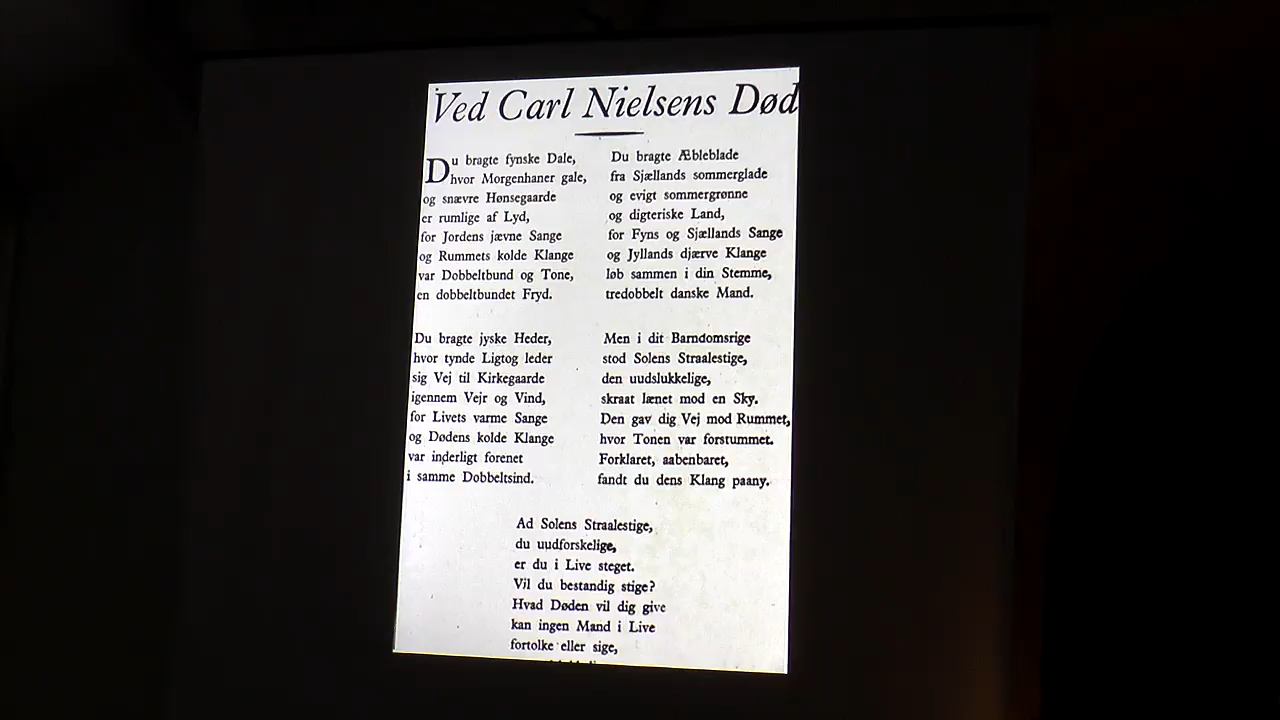 Ved Carl Nielsens Død
Du bragte fynske Dale,
hvor Morgenhaner gale,
og snævre Hønsegaarde
er rumlige af Lyd,
for Jordens jævne Sange
og Rummets kolde Klange
var Dobbeltbund og Tone,
en dobbeltbundet Fryd.
Du bragte jyske Heder,
hvor tynde Ligtog leder
sig Vej til Kirkegaarde
igennem Vejr og Vind,
for Livets varme Sange
og Dødens kolde Klange
var inderligt forenet
i samme Dobbeltsind.
Du bragte Æbleblade
fra Sjællands sommerglade
og evigt sommergrønne
og digteriske Land,
for Fyns og Sjællands Sange
og Jyllands djærve Klange
løb sammen i din Stemme,
tredobbelt danske Mand.
Men i dit Barndomsrige
stod Solens Straalestige,
den uudslukkelige,
skraat lænet mod en Sky.
Den gav dig Vej mod Rummet,
hvor Tonen var forstummet.
Forklaret, aabenbaret,
fandt du dens Klang paany.
Ad Solens Straalestige,
du uudforskelige,
er du i Live steget.
Vil du bestandig stige?
Hvad Døden vil dig give
kan ingen Mand i Live
fortolke eller sige,